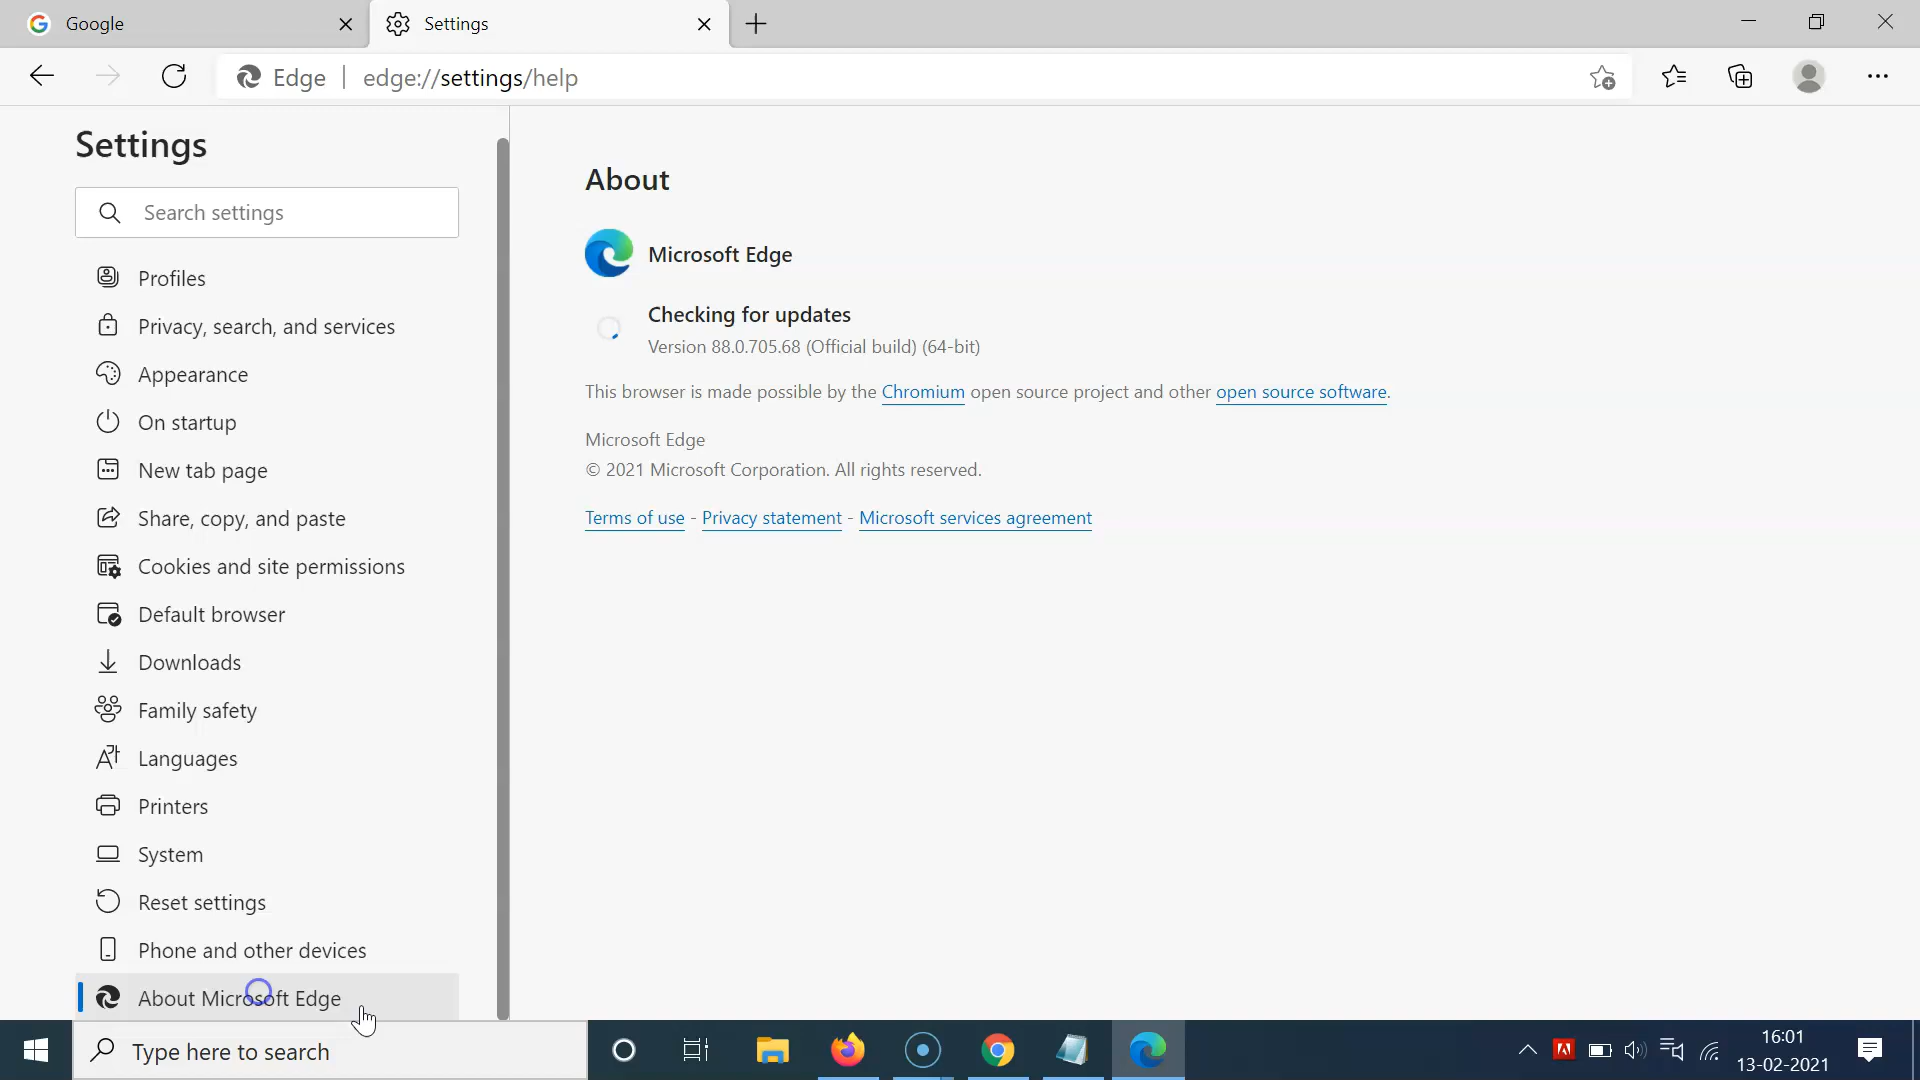 Google
Settings
Edge | edge://settings/help
Settings
Search settings
Profiles
Privacy, search, and services
Appearance
On startup
New tab page
Share, copy, and paste
Cookies and site permissions
Default browser
Downloads
Family safety
Languages
Printers
System
Reset settings
Phone and other devices
About Microsoft Edge
About
Microsoft Edge
Checking for updates
Version 88.0.705.68 (Official build) (64-bit)
This browser is made possible by the Chromium open source project and other open source software.
Microsoft Edge
© 2021 Microsoft Corporation. All rights reserved.
Terms of use - Privacy statement - Microsoft services agreement
Type here to search
16:01
13-02-2021